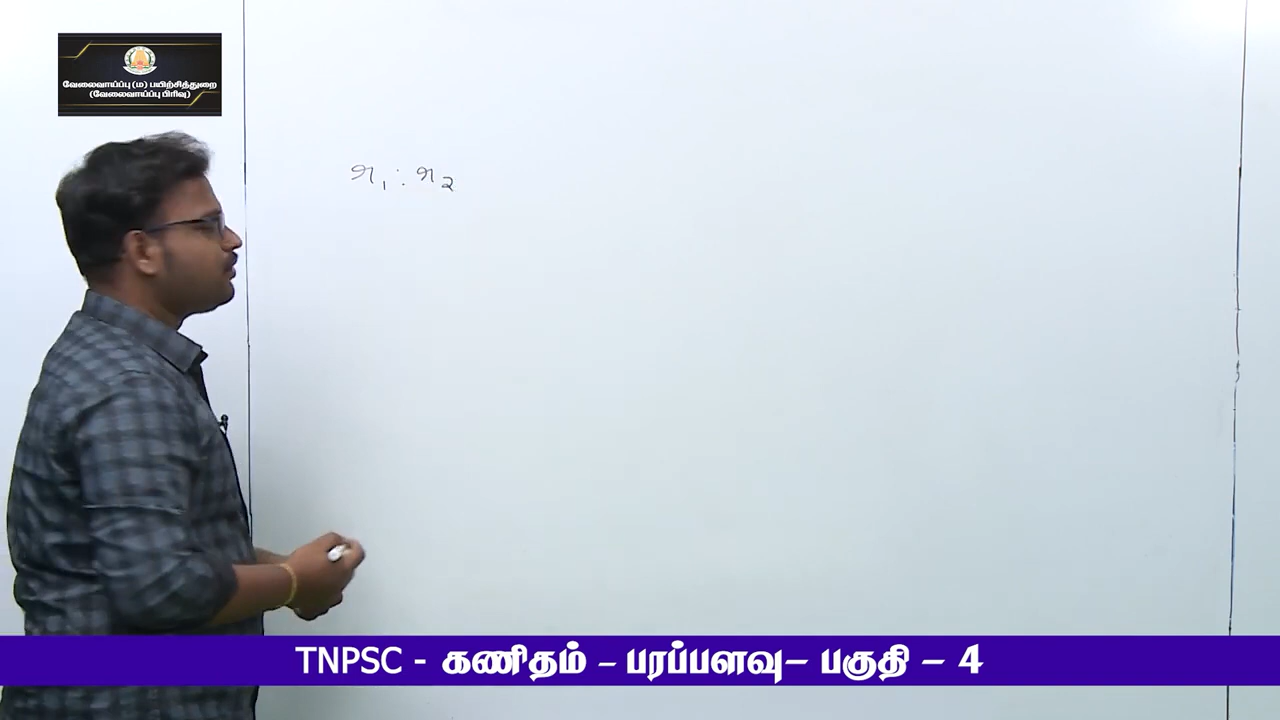 வேலைவாய்ப்பு (ம) பயிற்சித்துறை
(வேலைவாய்ப்பு பிரிவு)
r₁ : r₂
TNPSC - கணிதம் – பரப்பளவு– பகுதி – 4